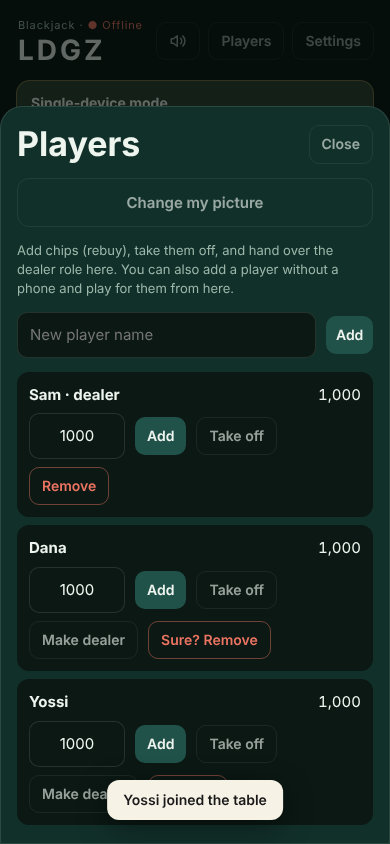 Blackjack · Offline
LDGZ
Players
Settings
Single-device mode
Players
Close
Change my picture
Add chips (rebuy), take them off, and hand over the
dealer role here. You can also add a player without a
phone and play for them from here.
New player name
Add
Sam · dealer
1,000
1000
Add
Take off
Remove
Dana
1,000
1000
Add
Take off
Make dealer
Sure? Remove
Yossi
1,000
1000
Add
Take off
Make
Yossi joined the table